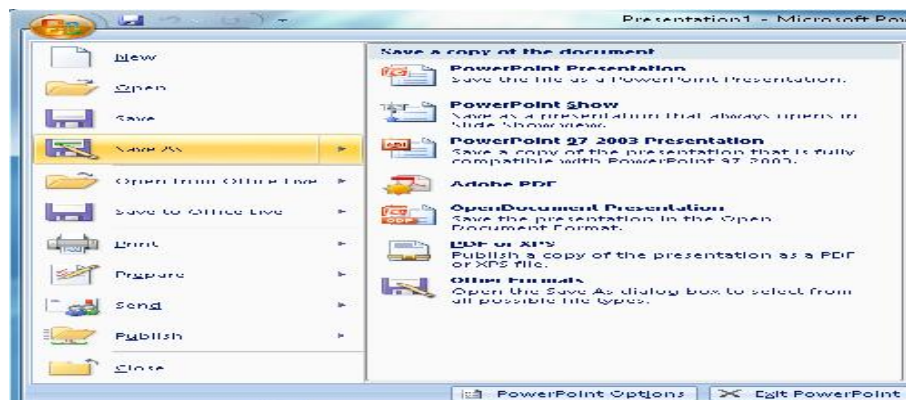 Presentation1 - Microsoft Pow
New
Open
Save
Save As
Open from Office Live
Save to Office Live
Print
Prepare
Send
Publish
Close
Save a copy of the document
PowerPoint Presentation
Save the file as a PowerPoint Presentation.
PowerPoint Show
Save as a presentation that always opens in
Slide Show view.
PowerPoint 97-2003 Presentation
Save a copy of the presentation that is fully
compatible with PowerPoint 97-2003.
Adobe PDF
OpenDocument Presentation
Save the presentation in the Open
Document Format.
PDF or XPS
Publish a copy of the presentation as a PDF
or XPS file.
Other Formats
Open the Save As dialog box to select from
all possible file types.
PowerPoint Options
Exit PowerPoint